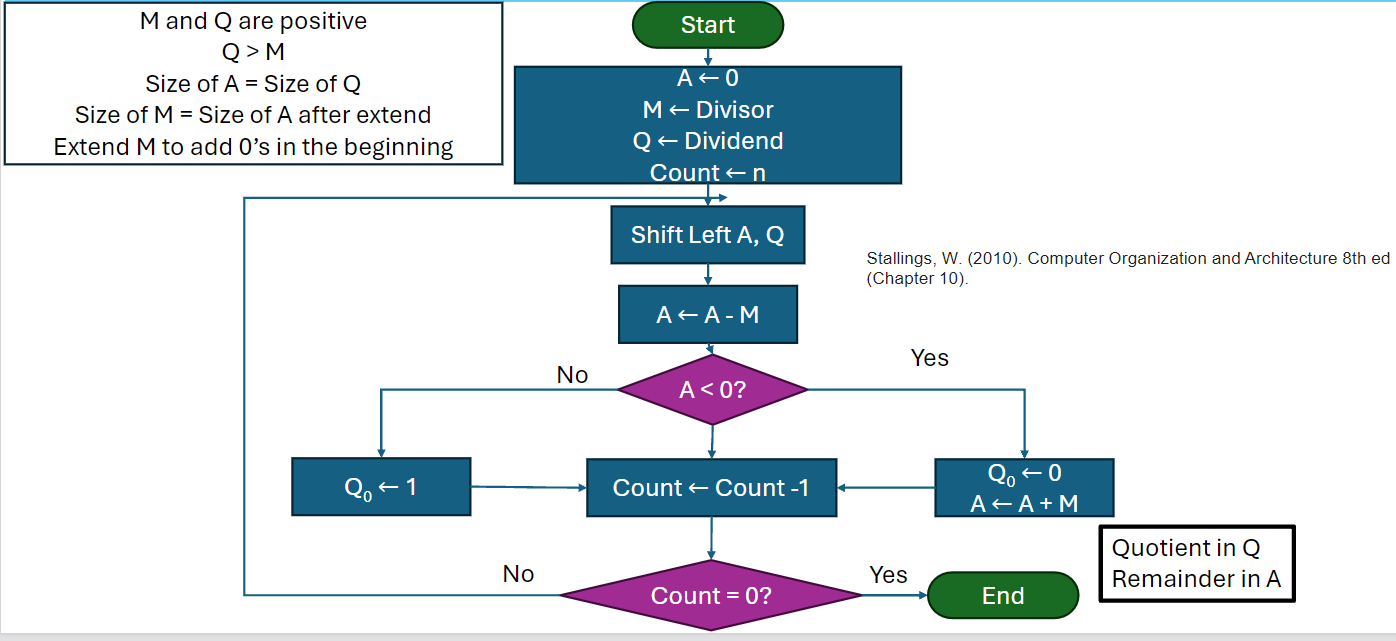 M and Q are positive
Q > M
Size of A = Size of Q
Size of M = Size of A after extend
Extend M to add 0’s in the beginning
Start
A ← 0
M ← Divisor
Q ← Dividend
Count ← n
Shift Left A, Q
Stallings, W. (2010). Computer Organization and Architecture 8th ed
(Chapter 10).
A ← A - M
A < 0?
No
Yes
Q₀ ← 1
Count ← Count -1
Q₀ ← 0
A ← A + M
Quotient in Q
Remainder in A
Count = 0?
No
Yes
End